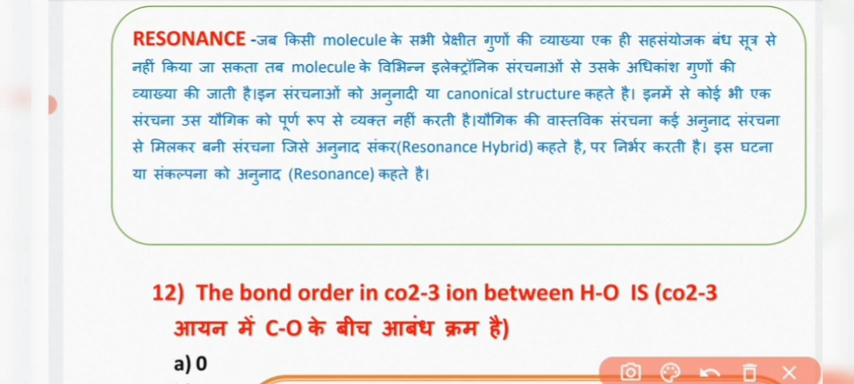 RESONANCE -जब किसी molecule के सभी प्रेक्षीत गुणों की व्याख्या एक ही सहसंयोजक बंध सूत्र से
नहीं किया जा सकता तब molecule के विभिन्न इलेक्ट्रॉनिक संरचनाओं से उसके अधिकांश गुणों की
व्याख्या की जाती है।इन संरचनाओं को अनुनादी या canonical structure कहते है। इनमें से कोई भी एक
संरचना उस यौगिक को पूर्ण रूप से व्यक्त नहीं करती है।यौगिक की वास्तविक संरचना कई अनुनाद संरचना
से मिलकर बनी संरचना जिसे अनुनाद संकर(Resonance Hybrid) कहते है, पर निर्भर करती है। इस घटना
या संकल्पना को अनुनाद (Resonance) कहते है।
12) The bond order in co2-3 ion between H-O IS (co2-3
आयन में C-O के बीच आबंध क्रम है)
a) 0